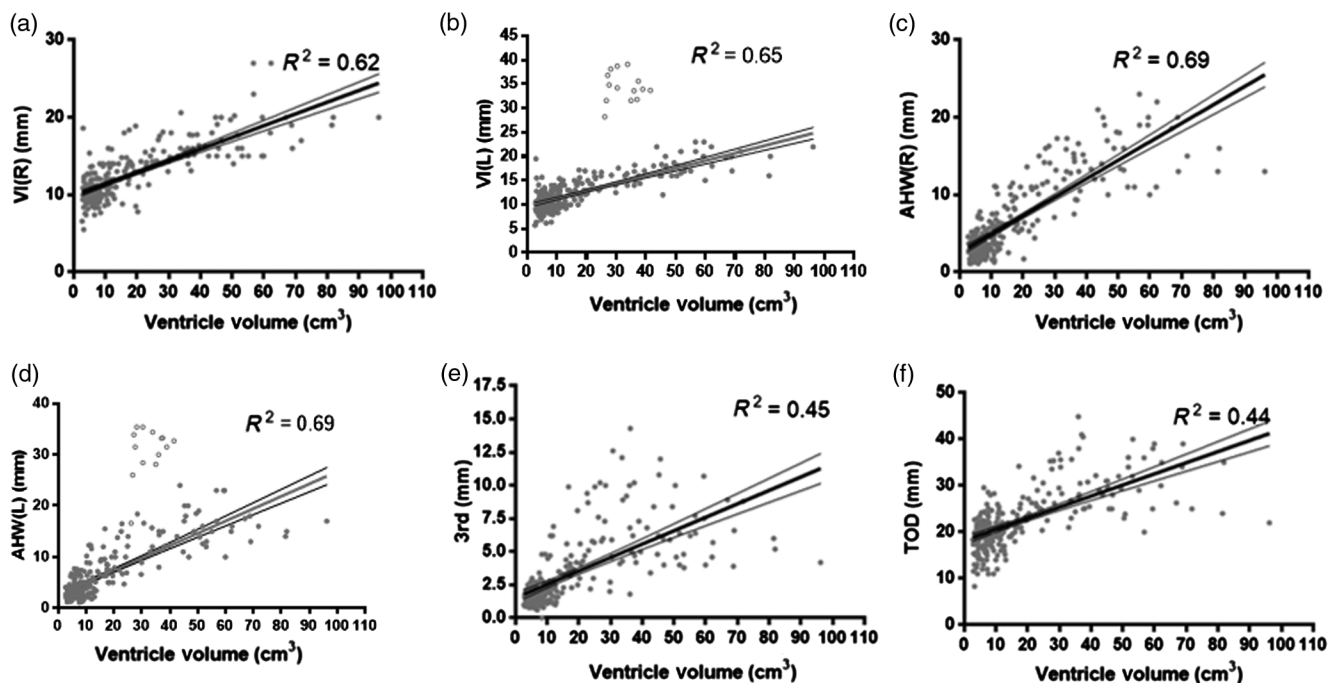 (a)
30
20
10
0
VI(R) (mm)
R² = 0.62
0 10 20 30 40 50 60 70 80 90 100 110
Ventricle volume (cm³)
(b)
45
40
35
30
25
20
15
10
5
0
VI(L) (mm)
R² = 0.65
0 10 20 30 40 50 60 70 80 90 100 110
Ventricle volume (cm³)
(c)
30
20
10
0
AHW(R) (mm)
R² = 0.69
0 10 20 30 40 50 60 70 80 90 100 110
Ventricle volume (cm³)
(d)
40
30
20
10
0
AHW(L) (mm)
R² = 0.69
0 10 20 30 40 50 60 70 80 90 100 110
Ventricle volume (cm³)
(e)
17.5
15.0
12.5
10.0
7.5
5.0
2.5
0.0
3rd (mm)
R² = 0.45
0 10 20 30 40 50 60 70 80 90 100 110
Ventricle volume (cm³)
(f)
50
40
30
20
10
0
TOD (mm)
R² = 0.44
0 10 20 30 40 50 60 70 80 90 100 110
Ventricle volume (cm³)